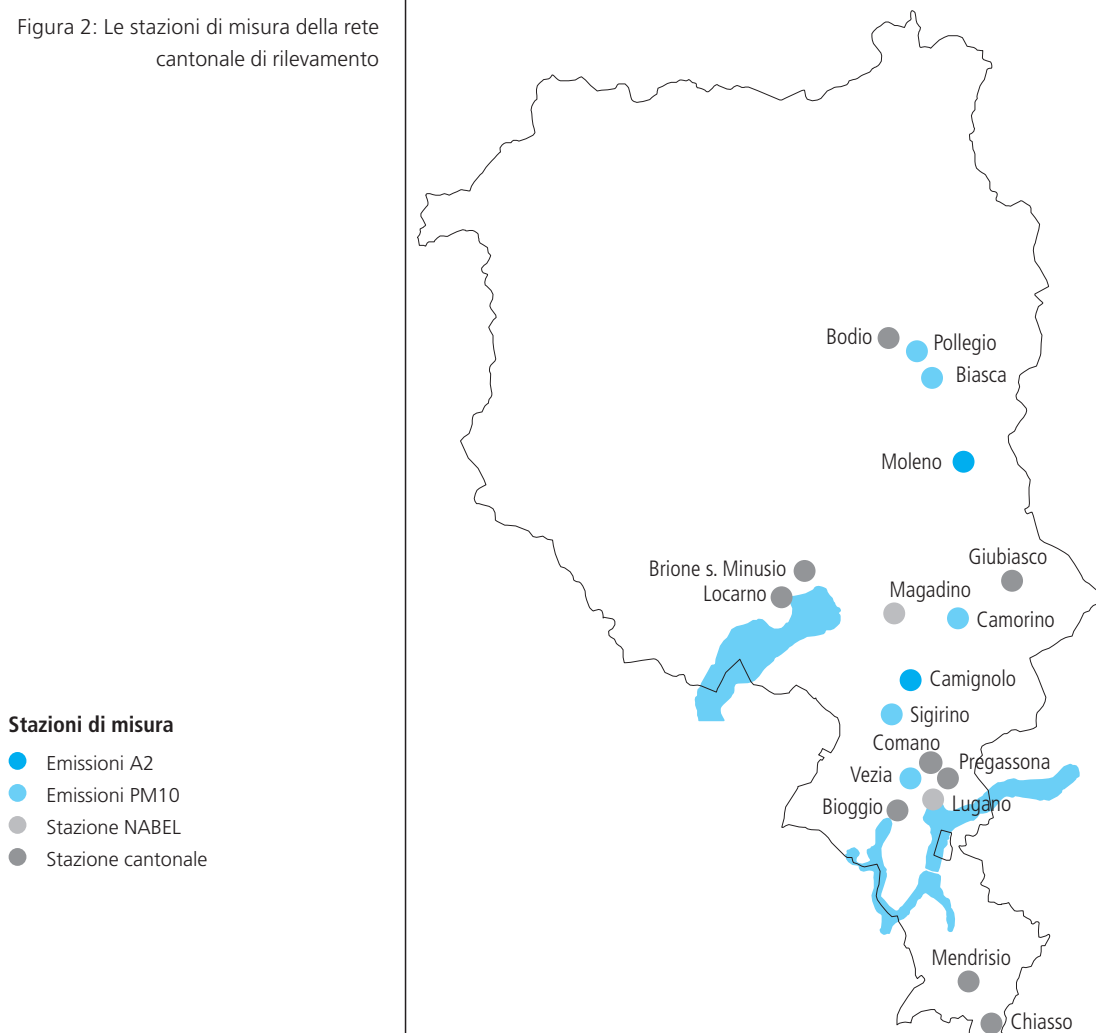 Figura 2: Le stazioni di misura della rete
cantonale di rilevamento
Bodio
Pollegio
Biasca
Moleno
Giubiasco
Brione s. Minusio
Locarno
Magadino
Camorino
Camignolo
Sigirino
Comano
Pregassona
Vezia
Lugano
Bioggio
Mendrisio
Chiasso
Stazioni di misura
Emissioni A2
Emissioni PM10
Stazione NABEL
Stazione cantonale